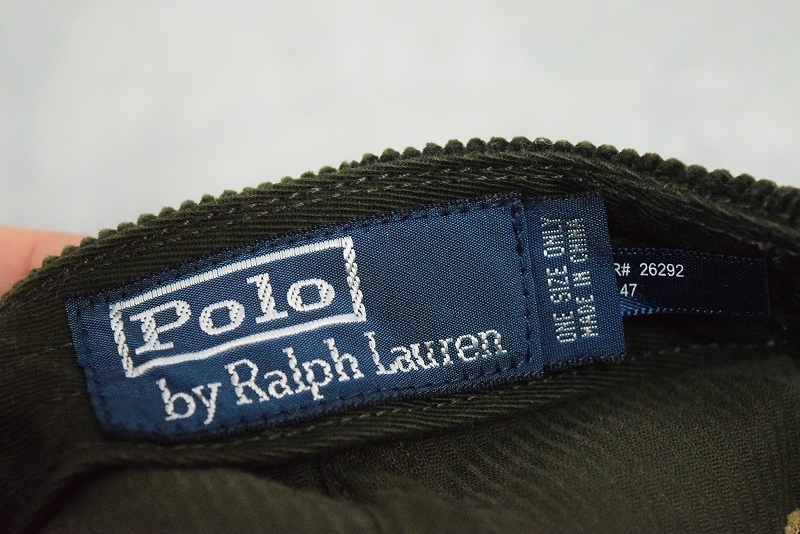 Polo
by Ralph Lauren
ONE SIZE ONLY
MADE IN CHINA
R# 26292
47